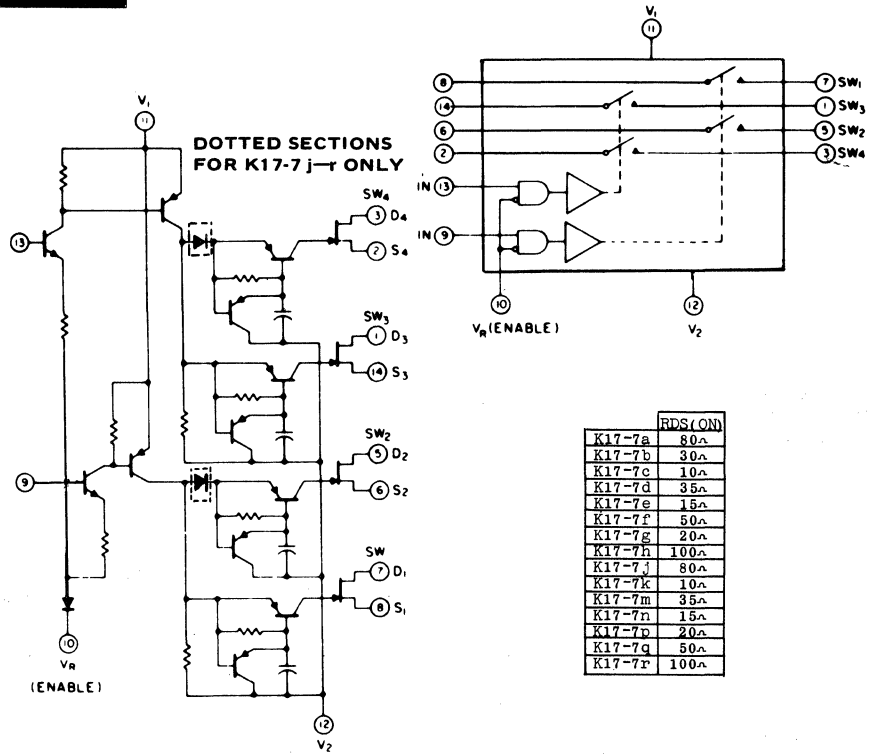 V1
11
DOTTED SECTIONS
FOR K17-7 j—r ONLY
13
9
10
VR
(ENABLE)
SW4
3 D4
2 S4
SW3
1 D3
14 S3
SW2
5 D2
6 S2
SW
7 D1
8 S1
12
V2
V1
11
8
7 SW1
14
1 SW3
6
5 SW2
2
3 SW4
IN 13
IN 9
10
VR(ENABLE)
12
V2
RDS(ON)
K17-7a 80Ω
K17-7b 30Ω
K17-7c 10Ω
K17-7d 35Ω
K17-7e 15Ω
K17-7f 50Ω
K17-7g 20Ω
K17-7h 100Ω
K17-7j 80Ω
K17-7k 10Ω
K17-7m 35Ω
K17-7n 15Ω
K17-7p 20Ω
K17-7q 50Ω
K17-7r 100Ω